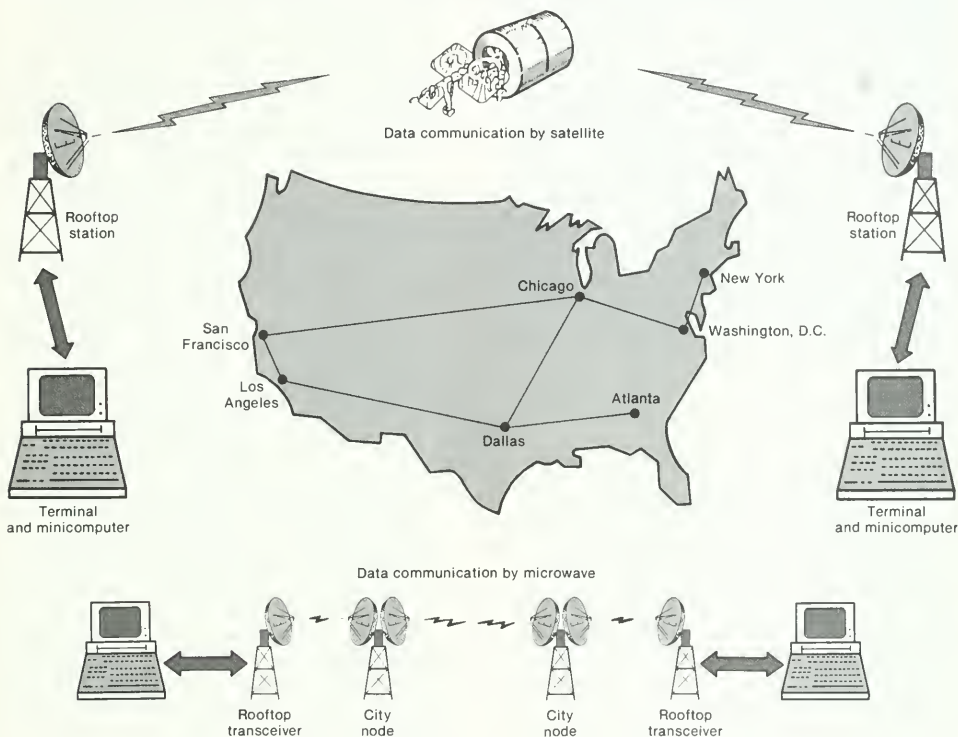 Data communication by satellite
Rooftop
station
Rooftop
station
Chicago
New York
San
Francisco
Washington, D.C.
Los
Angeles
Atlanta
Dallas
Terminal
and minicomputer
Terminal
and minicomputer
Data communication by microwave
Rooftop
transceiver
City
node
City
node
Rooftop
transceiver